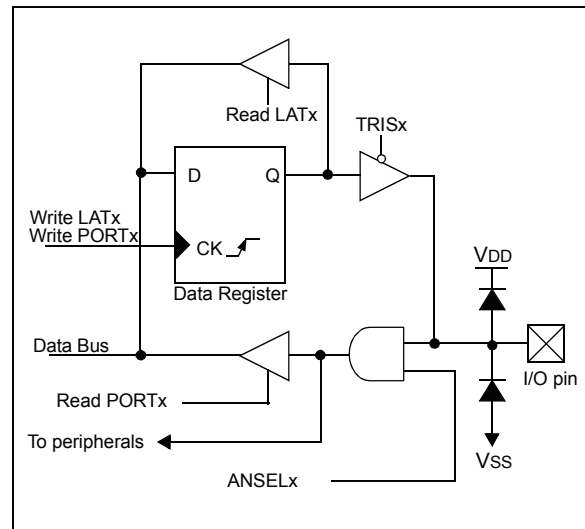 Read LATx
TRISx
D
Q
Write LATx
Write PORTx
CK
Data Register
VDD
Data Bus
I/O pin
Read PORTx
To peripherals
VSS
ANSELx